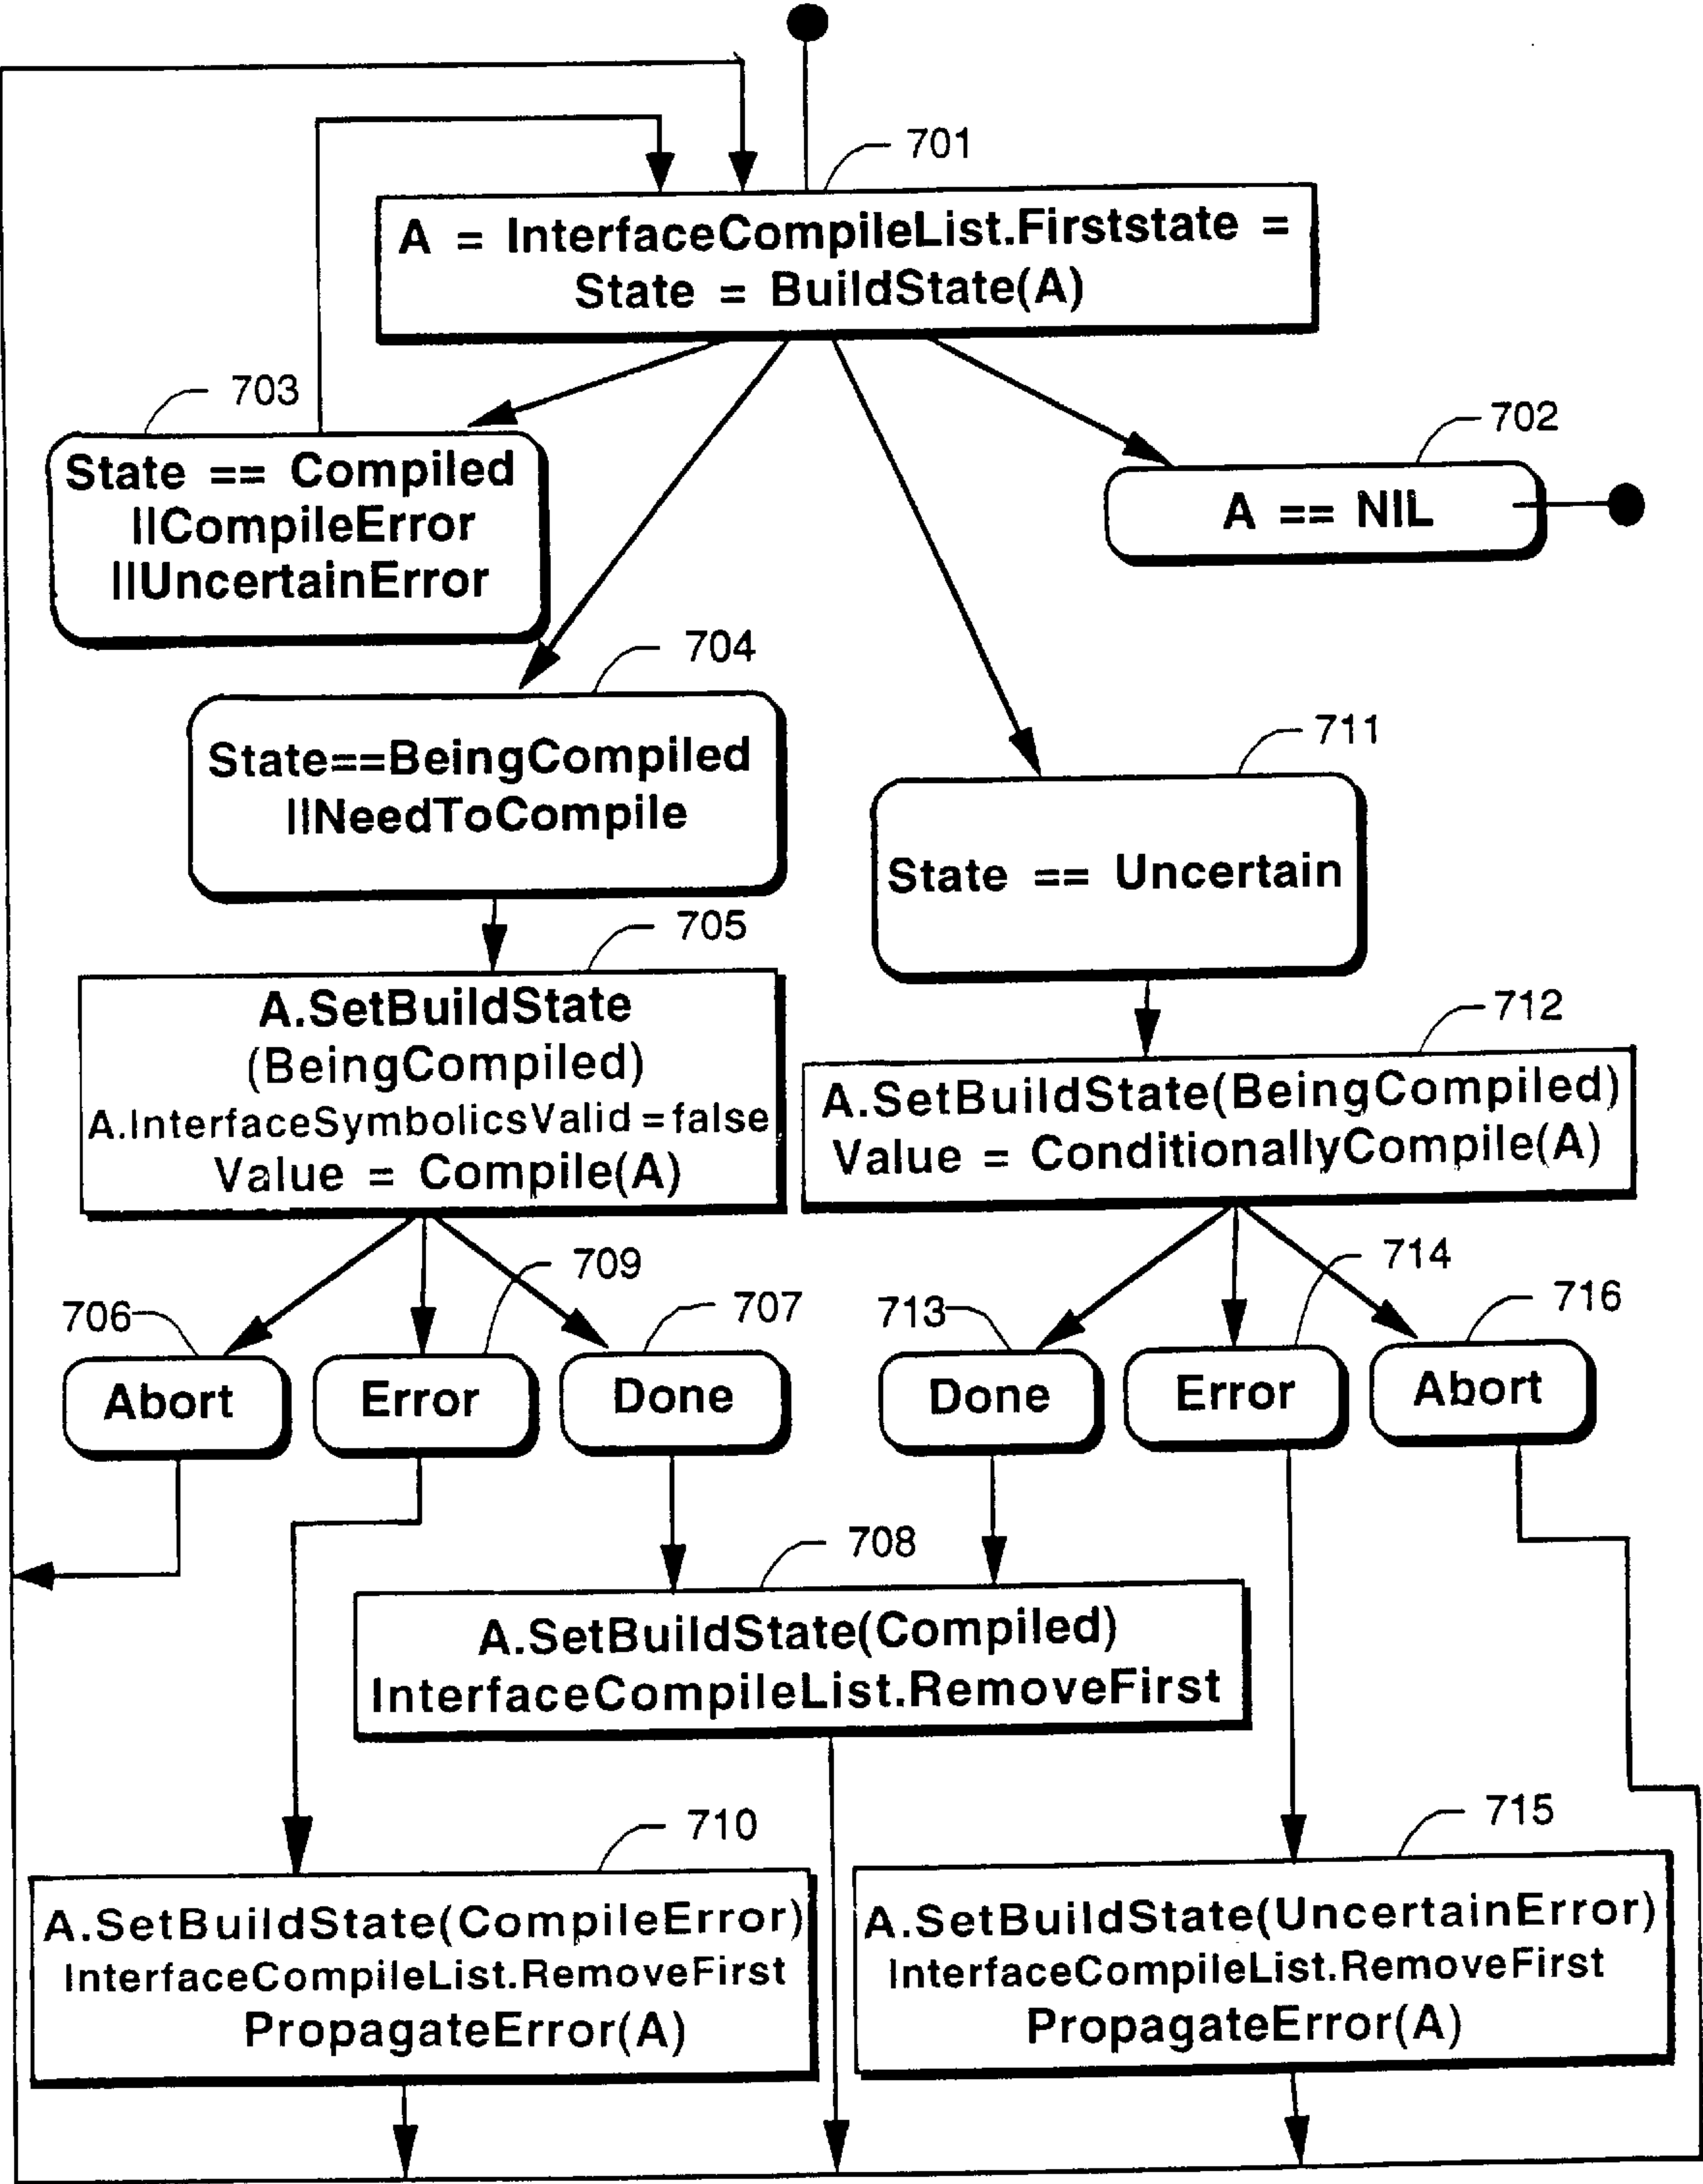 701
A = InterfaceCompileList.Firststate =
State = BuildState(A)
703
State == Compiled
||CompileError
||UncertainError
702
A == NIL
704
State==BeingCompiled
||NeedToCompile
711
State == Uncertain
705
A.SetBuildState
(BeingCompiled)
A.InterfaceSymbolicsValid=false
Value = Compile(A)
712
A.SetBuildState(BeingCompiled)
Value = ConditionallyCompile(A)
706
Abort
709
Error
707
Done
713
Done
714
Error
716
Abort
708
A.SetBuildState(Compiled)
InterfaceCompileList.RemoveFirst
710
A.SetBuildState(CompileError)
InterfaceCompileList.RemoveFirst
PropagateError(A)
715
A.SetBuildState(UncertainError)
InterfaceCompileList.RemoveFirst
PropagateError(A)